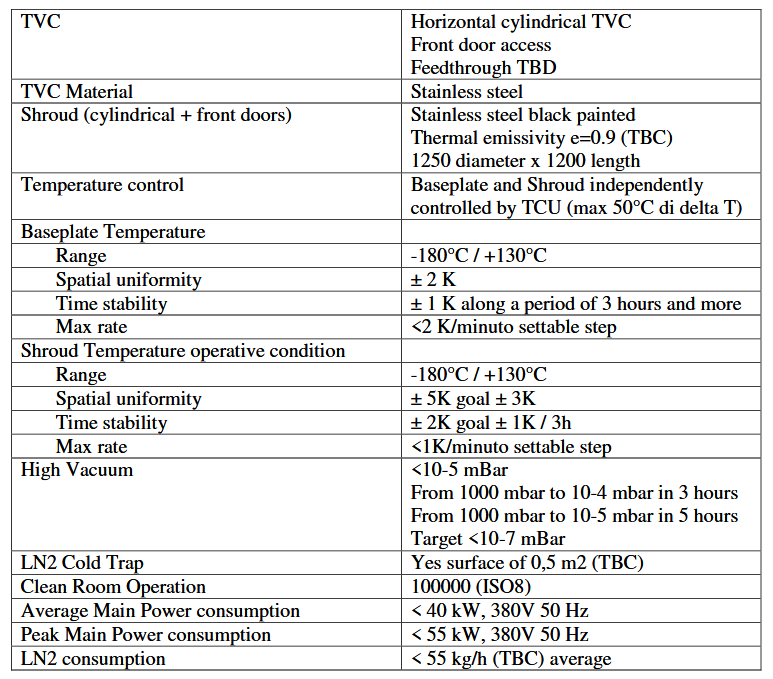 TVC Horizontal cylindrical TVC
Front door access
Feedthrough TBD
TVC Material Stainless steel
Shroud (cylindrical + front doors) Stainless steel black painted
Thermal emissivity e=0.9 (TBC)
1250 diameter x 1200 length
Temperature control Baseplate and Shroud independently
controlled by TCU (max 50°C di delta T)
Baseplate Temperature
Range -180°C / +130°C
Spatial uniformity ± 2 K
Time stability ± 1 K along a period of 3 hours and more
Max rate <2 K/minuto settable step
Shroud Temperature operative condition
Range -180°C / +130°C
Spatial uniformity ± 5K goal ± 3K
Time stability ± 2K goal ± 1K / 3h
Max rate <1K/minuto settable step
High Vacuum <10-5 mBar
From 1000 mbar to 10-4 mbar in 3 hours
From 1000 mbar to 10-5 mbar in 5 hours
Target <10-7 mBar
LN2 Cold Trap Yes surface of 0,5 m2 (TBC)
Clean Room Operation 100000 (ISO8)
Average Main Power consumption < 40 kW, 380V 50 Hz
Peak Main Power consumption < 55 kW, 380V 50 Hz
LN2 consumption < 55 kg/h (TBC) average